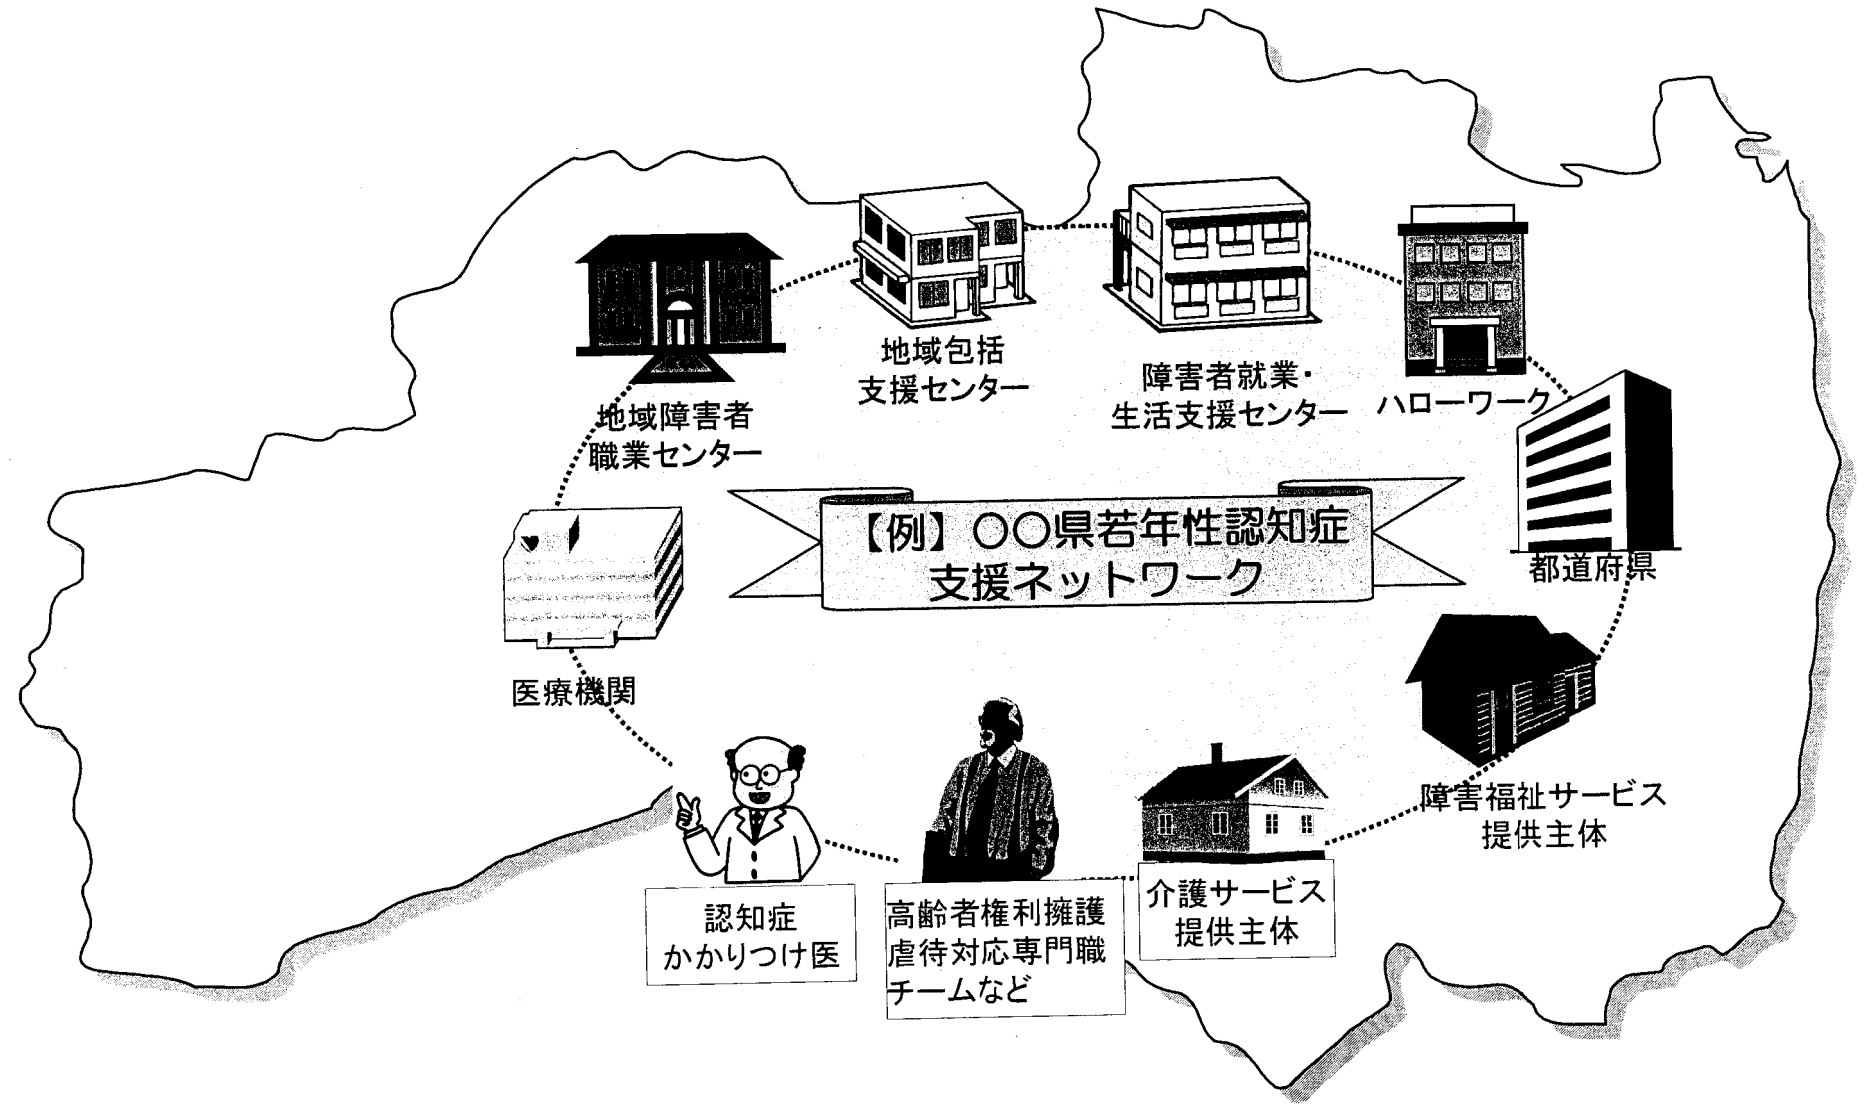 地域包括
支援センター
障害者就業・
生活支援センター
ハローワーク
地域障害者
職業センター
【例】〇〇県若年性認知症
支援ネットワーク
都道府県
医療機関
障害福祉サービス
提供主体
介護サービス
提供主体
高齢者権利擁護
虐待対応専門職
チームなど
認知症
かかりつけ医